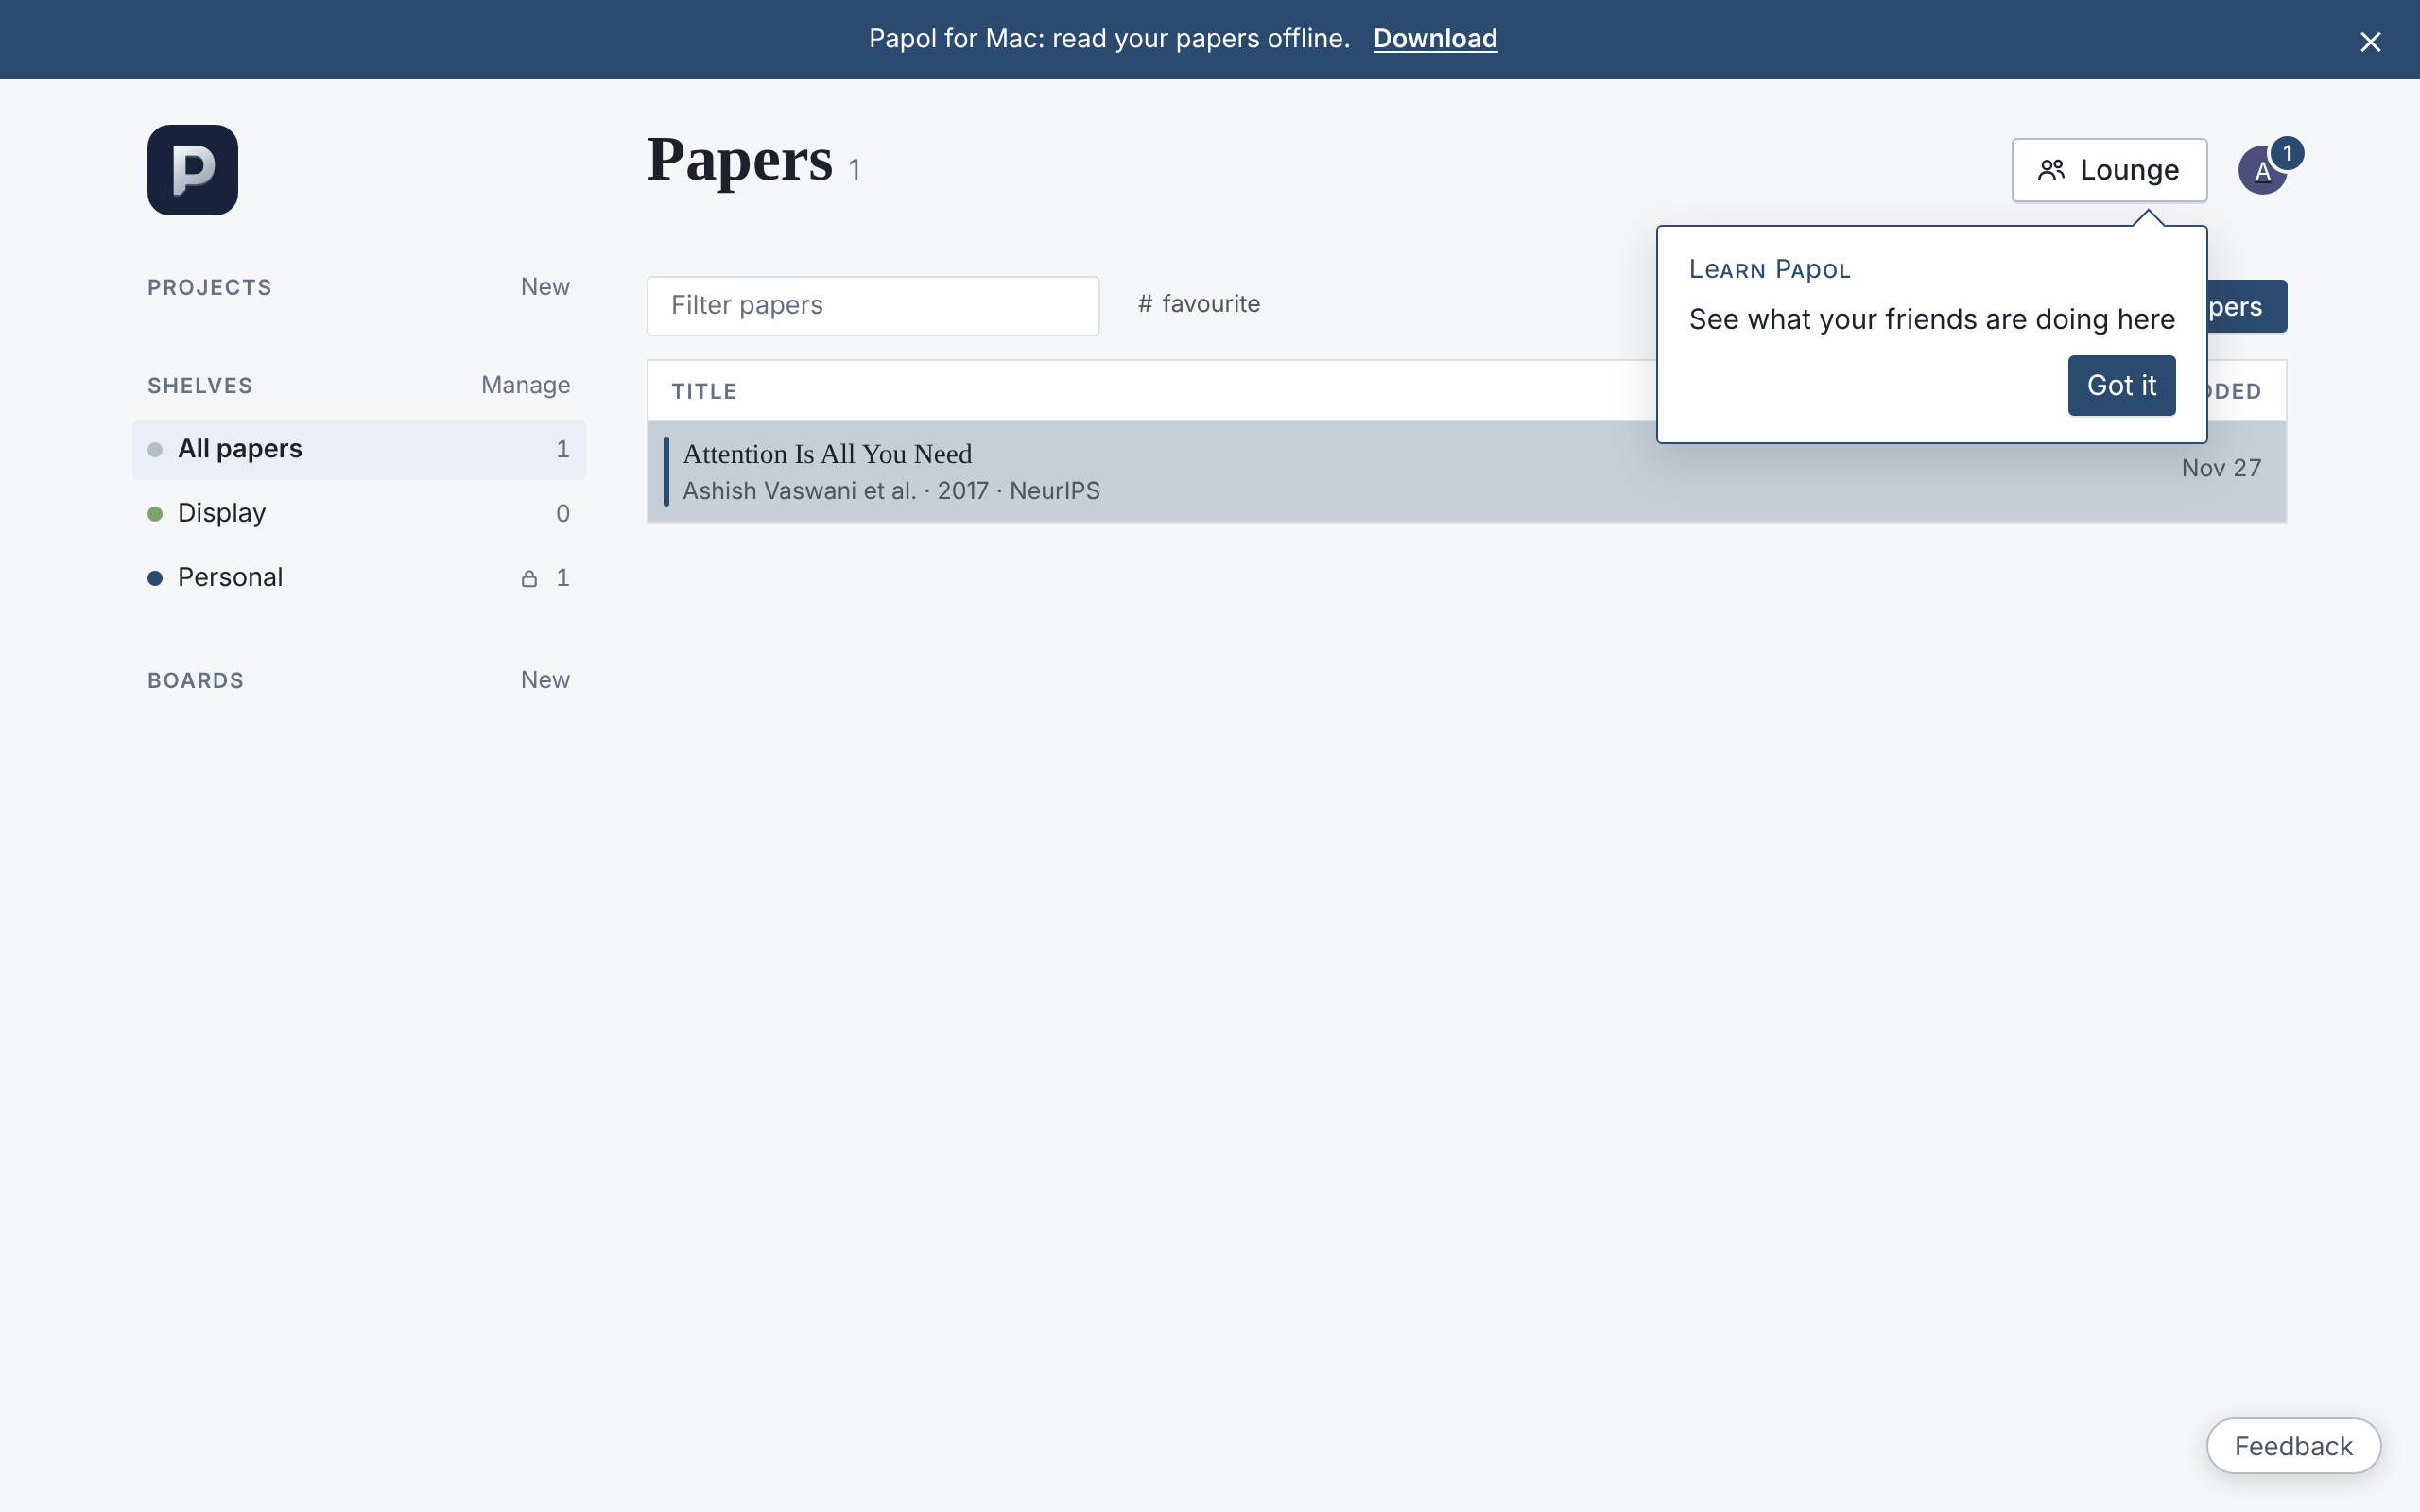 Papol for Mac: read your papers offline. Download
Papers 1
Lounge
A
1
PROJECTS New
SHELVES Manage
All papers 1
Display 0
Personal 1
BOARDS New
Filter papers
# favourite
Learn Papol
See what your friends are doing here
Got it
TITLE
Attention Is All You Need
Ashish Vaswani et al. · 2017 · NeurIPS
Nov 27
Feedback